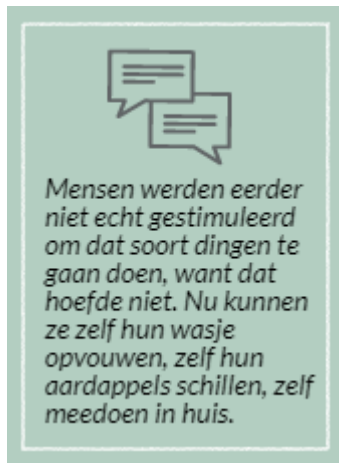 Mensen werden eerder
niet echt gestimuleerd
om dat soort dingen te
gaan doen, want dat
hoefde niet. Nu kunnen
ze zelf hun wasje
opvouwen, zelf hun
aardappels schillen, zelf
meedoen in huis.